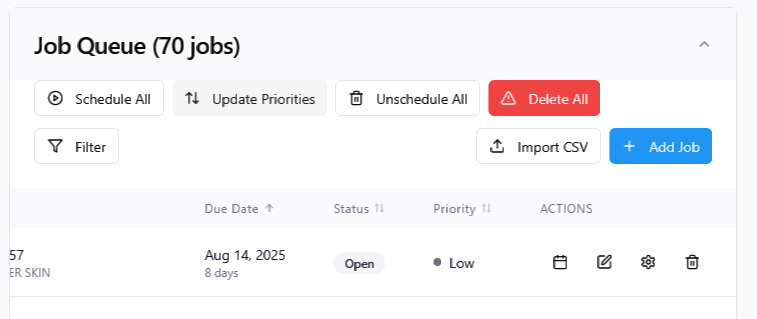 Job Queue (70 jobs)
Schedule All Update Priorities Unschedule All Delete All
Filter Import CSV Add Job
Due Date Status Priority ACTIONS
57 Aug 14, 2025 Open Low
ER SKIN 8 days